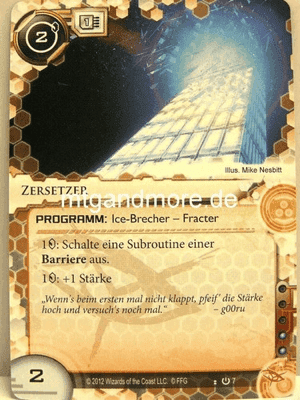 2
1
Illus. Mike Nesbitt
ZERSETZER
mtgandmore.de
PROGRAMM: Ice-Brecher – Fracter
1: Schalte eine Subroutine einer
Barriere aus.
1: +1 Stärke
„Wenn's beim ersten mal nicht klappt, pfeif' die Stärke
hoch und versuch's noch mal.“ – g00ru
2
© 2012 Wizards of the Coast LLC. © FFG 7